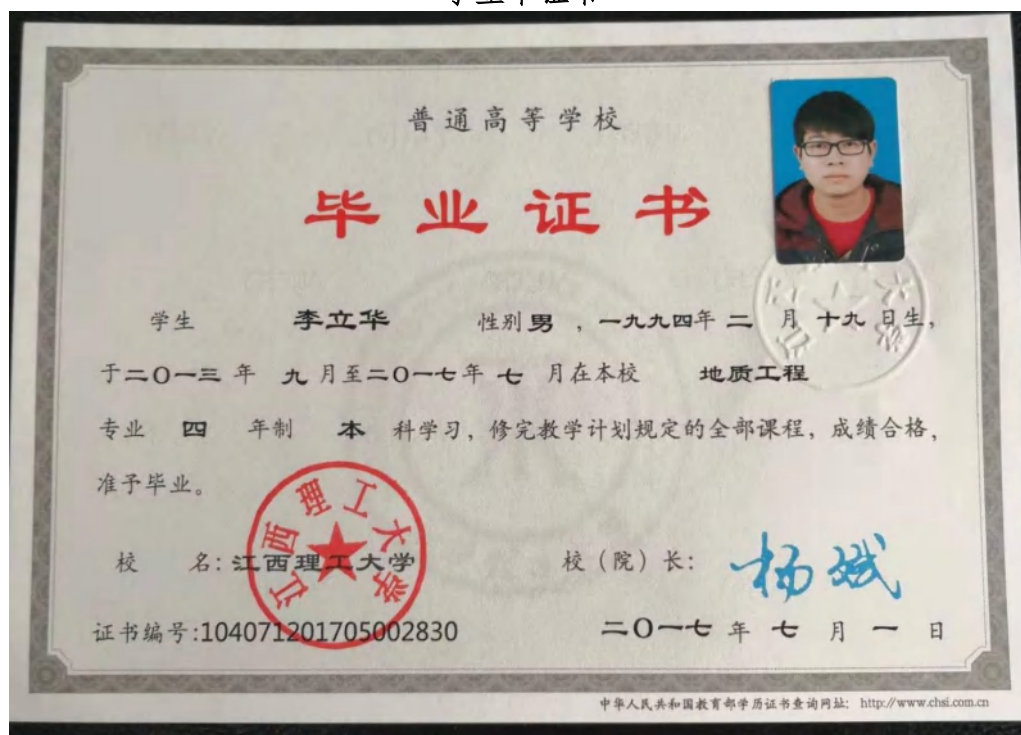 普通高等学校
毕业证书
学生 李立华 性别 男 ，一九九四年 二 月 十九 日生，
于二〇一三 年 九 月至二〇一七年 七 月在本校 地质工程
专业 四 年制 本 科学习，修完教学计划规定的全部课程，成绩合格，
准予毕业。
江西理工大学
校 名：江西理工大学 校（院）长： 杨斌
证书编号:104071201705002830 二〇一七 年 七 月 一 日
中华人民共和国教育部学历证书查询网址： http://www.chsi.com.cn